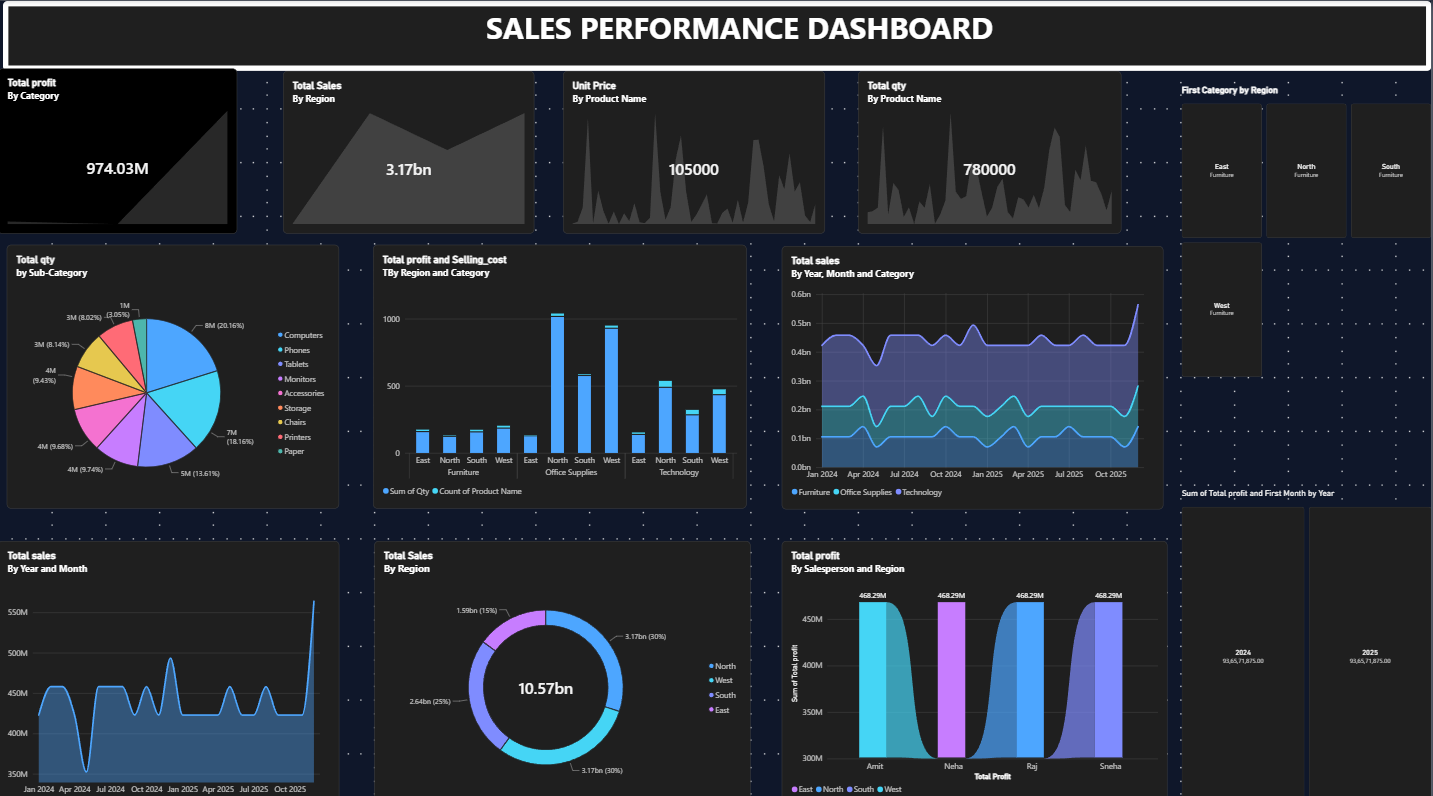 SALES PERFORMANCE DASHBOARD
Total profit
By Category
974.03M
Total Sales
By Region
3.17bn
Unit Price
By Product Name
105000
Total qty
By Product Name
780000
First Category by Region
East
Furniture
North
Furniture
South
Furniture
West
Furniture
Total qty
by Sub-Category
1M
(3.05%)
3M (8.02%)
8M (20.16%)
3M (8.14%)
4M
(9.43%)
4M (9.68%)
4M (9.74%)
5M (13.61%)
7M
(18.16%)
Computers
Phones
Tablets
Monitors
Accessories
Storage
Chairs
Printers
Paper
Total profit and Selling_cost
TBy Region and Category
1000
500
0
East North South West East North South West East North South West
Furniture Office Supplies Technology
Sum of Qty Count of Product Name
Total sales
By Year, Month and Category
0.6bn
0.5bn
0.4bn
0.3bn
0.2bn
0.1bn
0.0bn
Jan 2024 Apr 2024 Jul 2024 Oct 2024 Jan 2025 Apr 2025 Jul 2025 Oct 2025
Furniture Office Supplies Technology
Sum of Total profit and First Month by Year
2024
93,65,71,875.00
2025
93,65,71,875.00
Total sales
By Year and Month
550M
500M
450M
400M
350M
Jan 2024 Apr 2024 Jul 2024 Oct 2024 Jan 2025 Apr 2025 Jul 2025 Oct 2025
Total Sales
By Region
1.59bn (15%)
3.17bn (30%)
10.57bn
2.64bn (25%)
3.17bn (30%)
North
West
South
East
Total profit
By Salesperson and Region
468.29M 468.29M 468.29M 468.29M
Sum of Total profit
450M
400M
350M
300M
Amit Neha Raj Sneha
Total Profit
East North South West